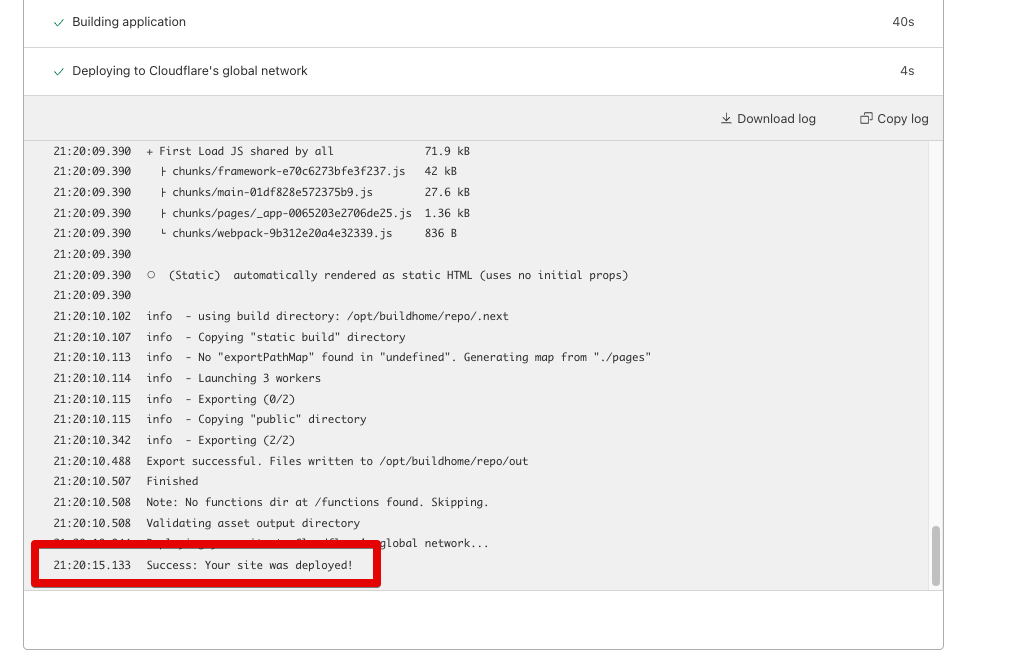 Building application 40s
Deploying to Cloudflare's global network 4s
Download log Copy log
21:20:09.390 + First Load JS shared by all 71.9 kB
21:20:09.390 ├ chunks/framework-e70c6273bfe3f237.js 42 kB
21:20:09.390 ├ chunks/main-01df828e572375b9.js 27.6 kB
21:20:09.390 ├ chunks/pages/_app-0065203e2706de25.js 1.36 kB
21:20:09.390 └ chunks/webpack-9b312e20a4e32339.js 836 B
21:20:09.390
21:20:09.390 ○ (Static) automatically rendered as static HTML (uses no initial props)
21:20:09.390
21:20:10.102 info - using build directory: /opt/buildhome/repo/.next
21:20:10.107 info - Copying "static build" directory
21:20:10.113 info - No "exportPathMap" found in "undefined". Generating map from "./pages"
21:20:10.114 info - Launching 3 workers
21:20:10.115 info - Exporting (0/2)
21:20:10.115 info - Copying "public" directory
21:20:10.342 info - Exporting (2/2)
21:20:10.488 Export successful. Files written to /opt/buildhome/repo/out
21:20:10.507 Finished
21:20:10.508 Note: No functions dir at /functions found. Skipping.
21:20:10.508 Validating asset output directory
global network...
21:20:15.133 Success: Your site was deployed!